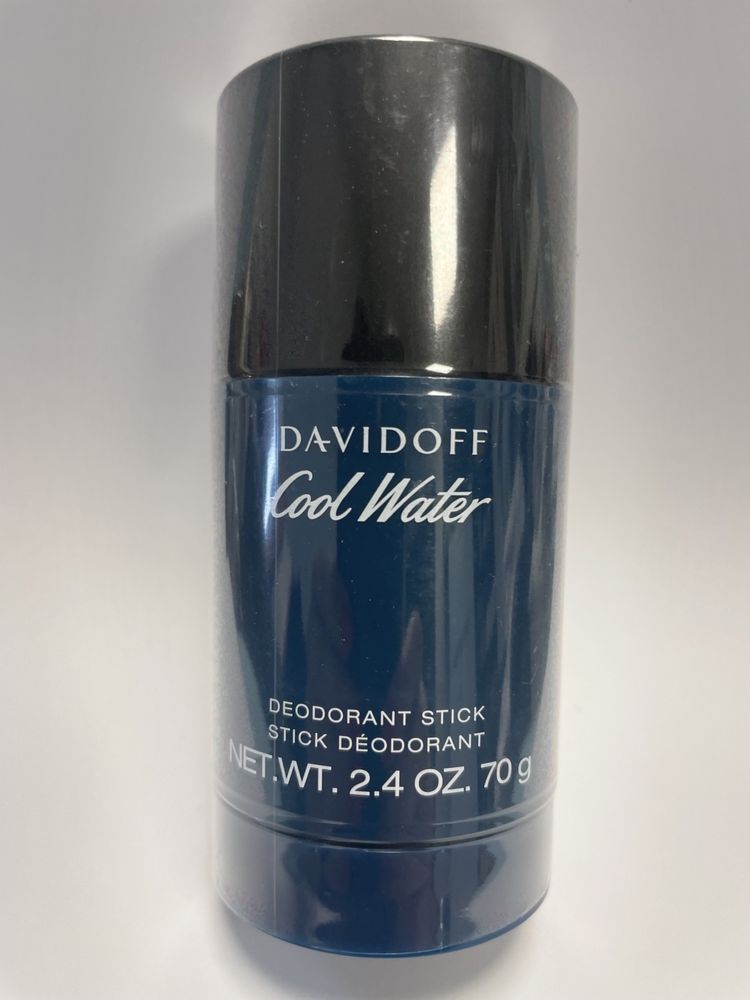 DAVIDOFF
Cool Water
DEODORANT STICK
STICK DÉODORANT
NET.WT. 2.4 OZ. 70 g